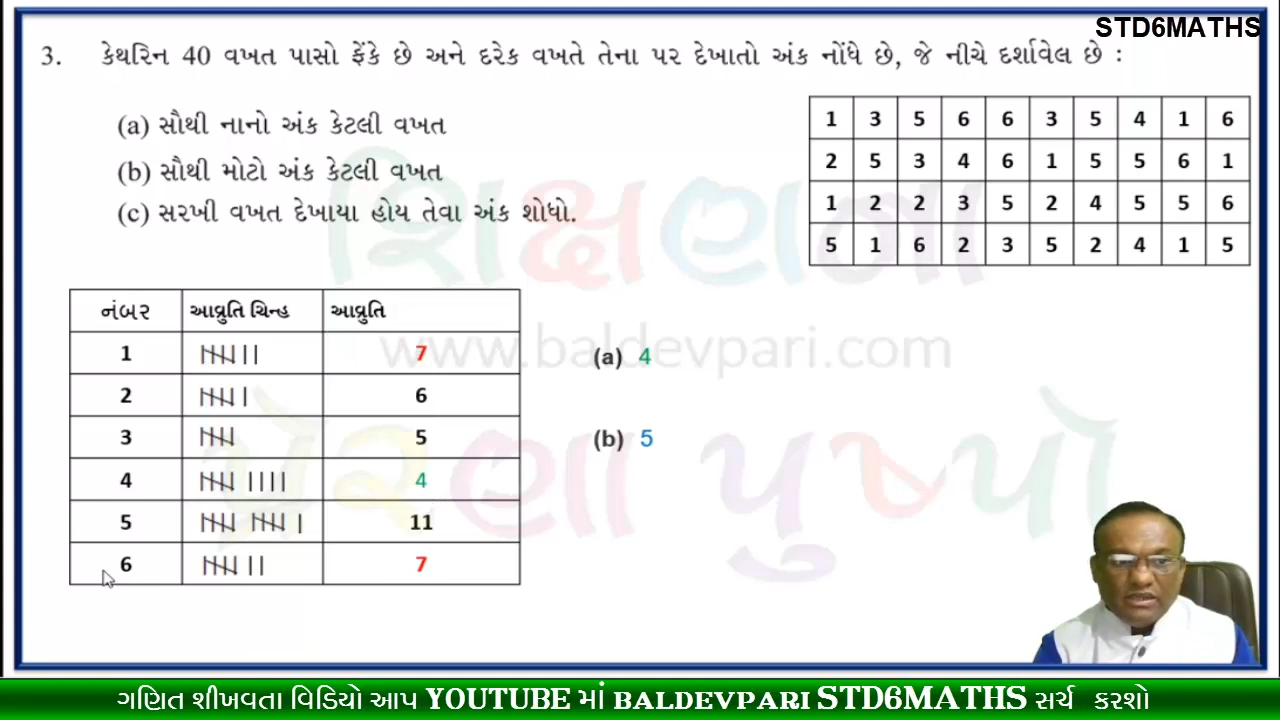 STD6MATHS
3. કેથરિન 40 વખત પાસો ફેંકે છે અને દરેક વખતે તેના પર દેખાતો અંક નોંધે છે, જે નીચે દર્શાવેલ છે :
(a) સૌથી નાનો અંક કેટલી વખત
(b) સૌથી મોટો અંક કેટલી વખત
(c) સરખી વખત દેખાયા હોય તેવા અંક શોધો.
1 3 5 6 6 3 5 4 1 6
2 5 3 4 6 1 5 5 6 1
1 2 2 3 5 2 4 5 5 6
5 1 6 2 3 5 2 4 1 5
શિક્ષણના
www.baldevpari.com
પ્રેરણા પુષ્પો
નંબર આવ્રુતિ ચિન્હ આવ્રુતિ
1 7
2 6
3 5
4 4
5 11
6 7
(a) 4
(b) 5
ગણિત શીખવતા વિડિયો આપ YOUTUBE માં BALDEVPARI STD6MATHS સર્ચ કરશો